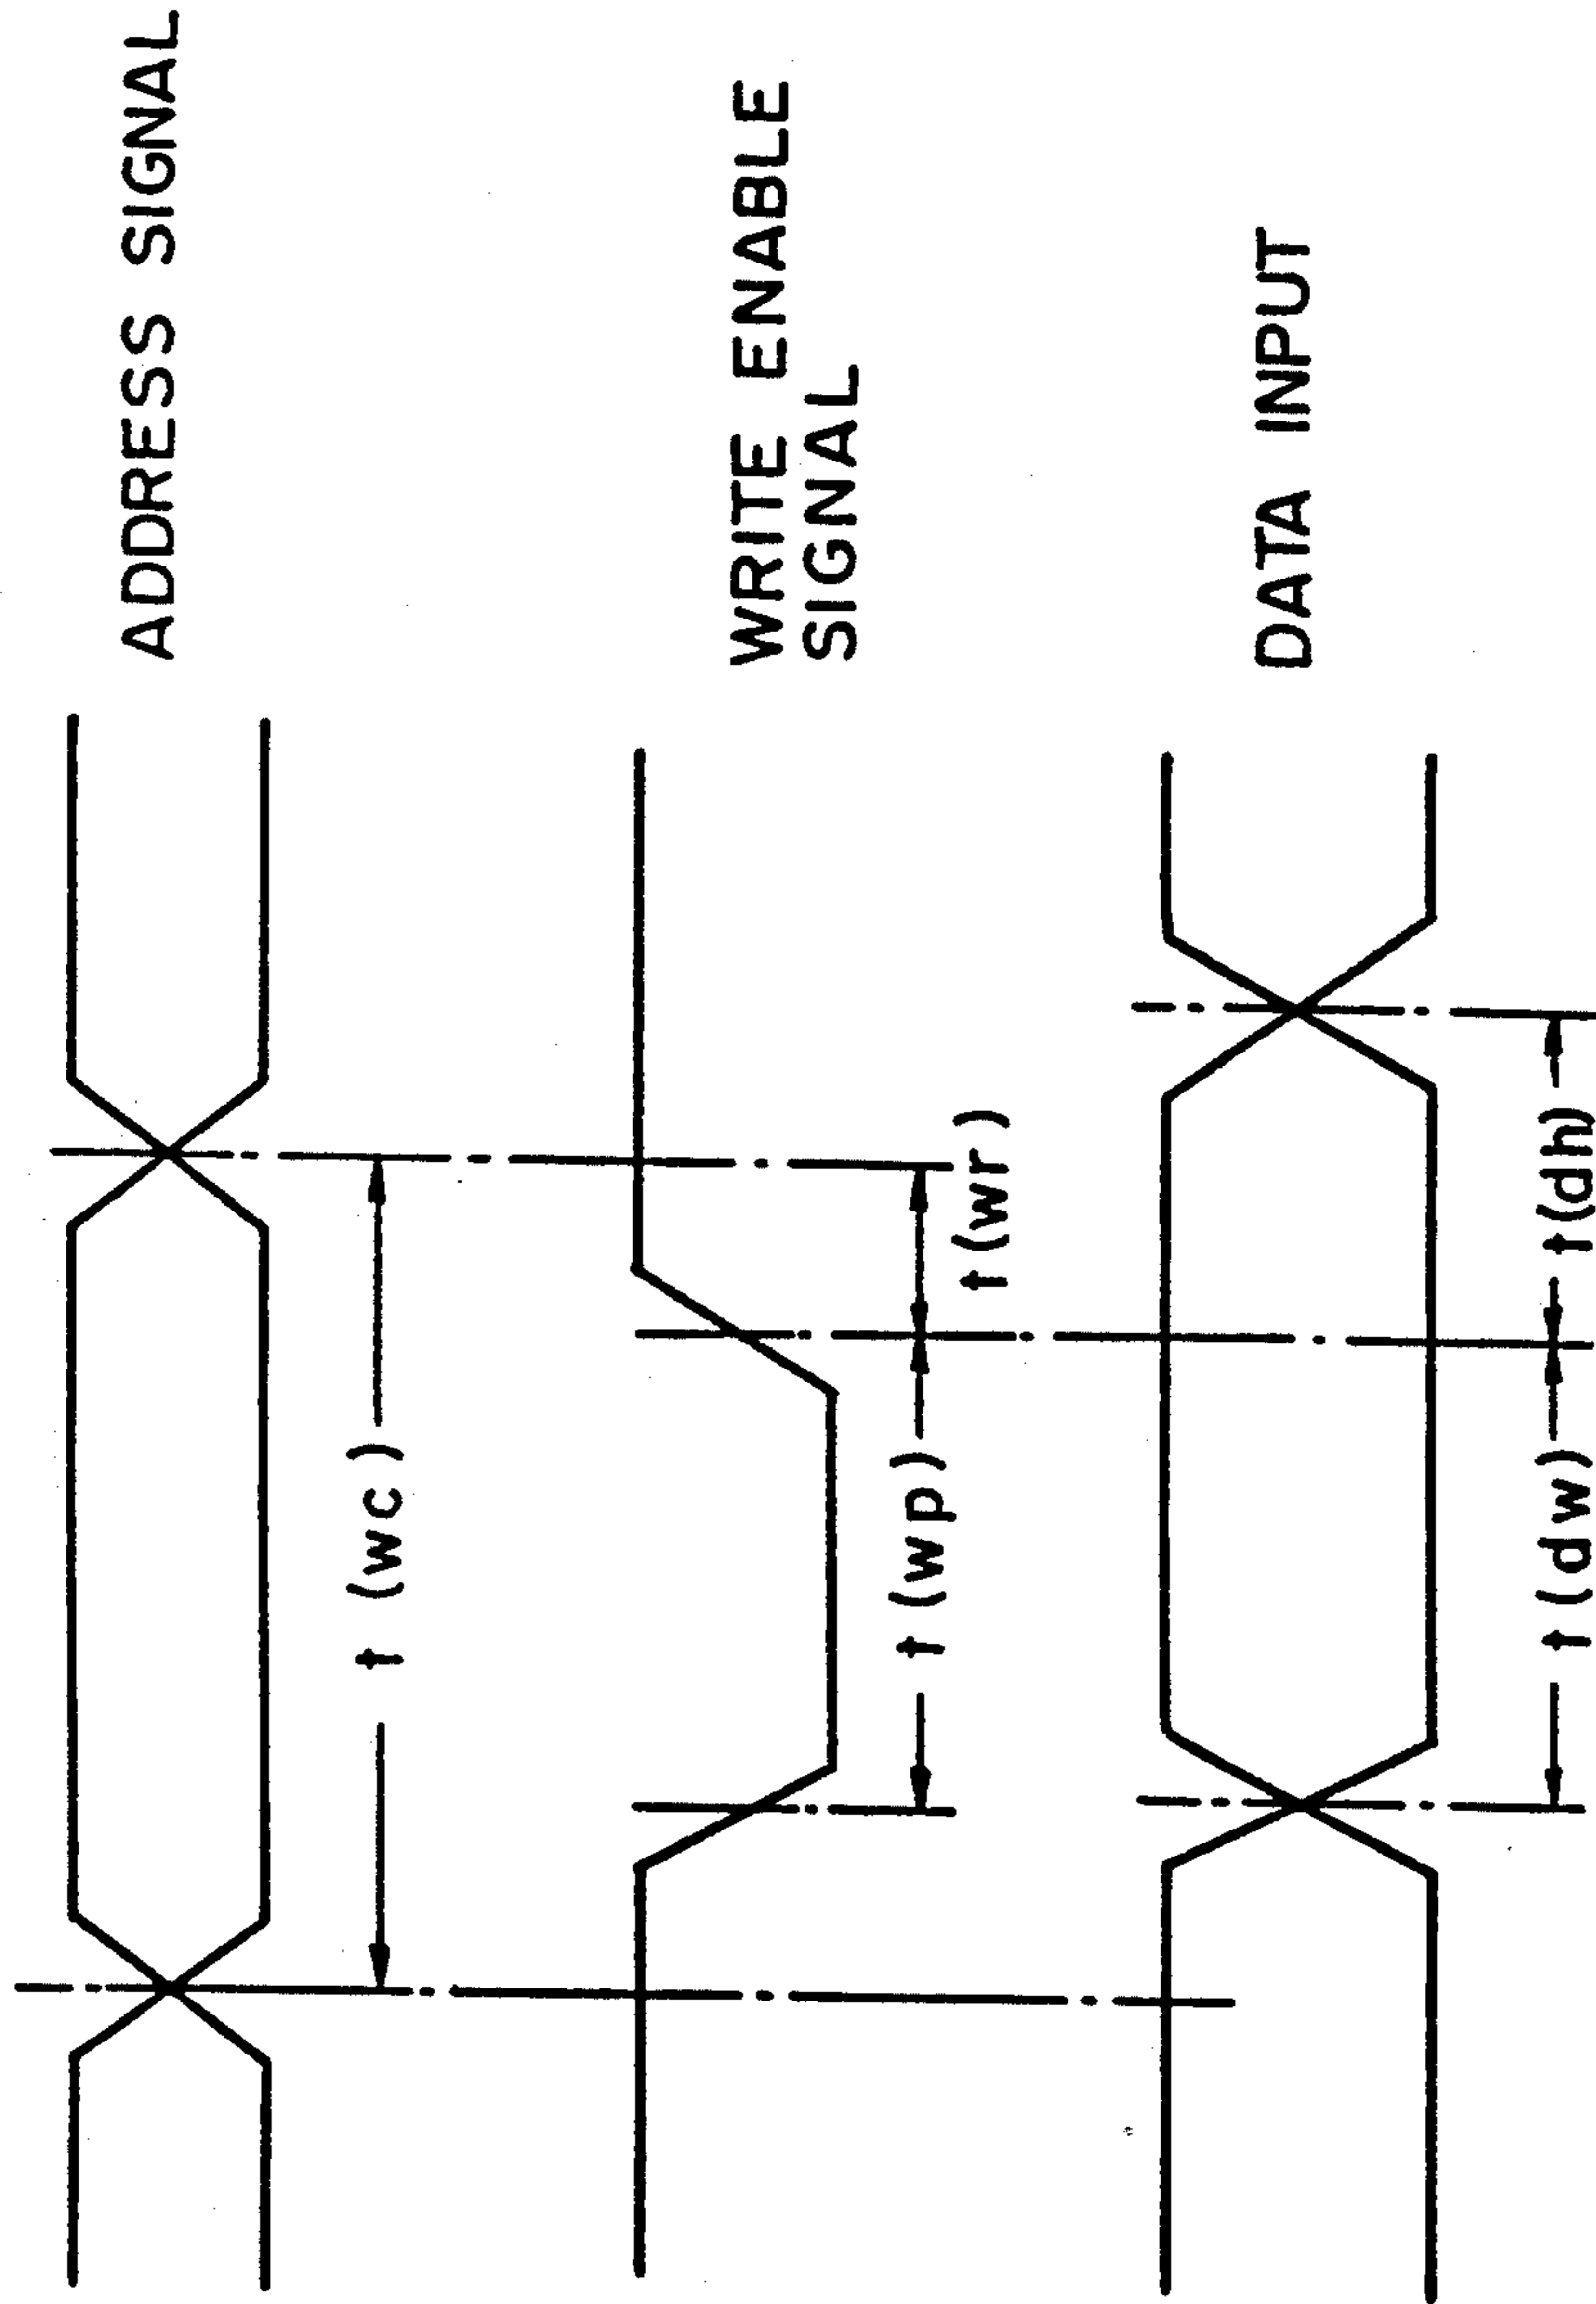 ADDRESS SIGNAL
t (wc)
WRITE ENABLE
SIGNAL
t(wp)
t(wr)
DATA INPUT
t(dw)
t(dh)